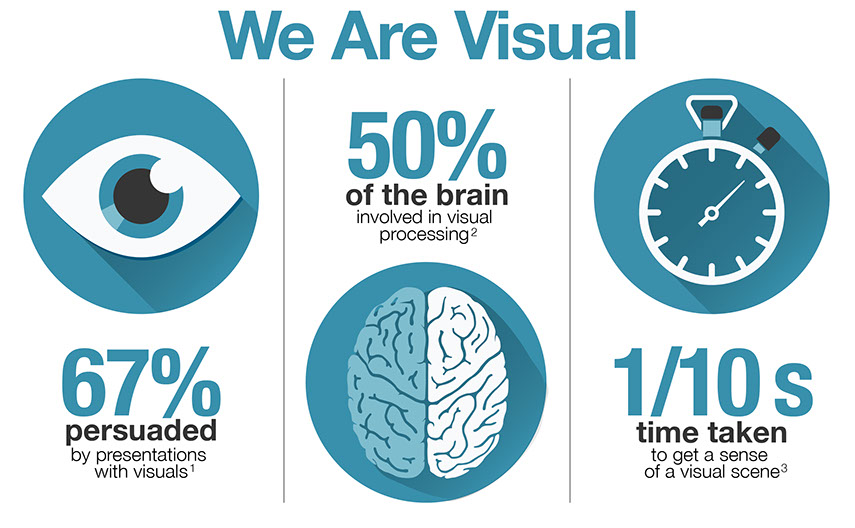 We Are Visual
67%
persuaded
by presentations
with visuals¹
50%
of the brain
involved in visual
processing²
1/10 s
time taken
to get a sense
of a visual scene³